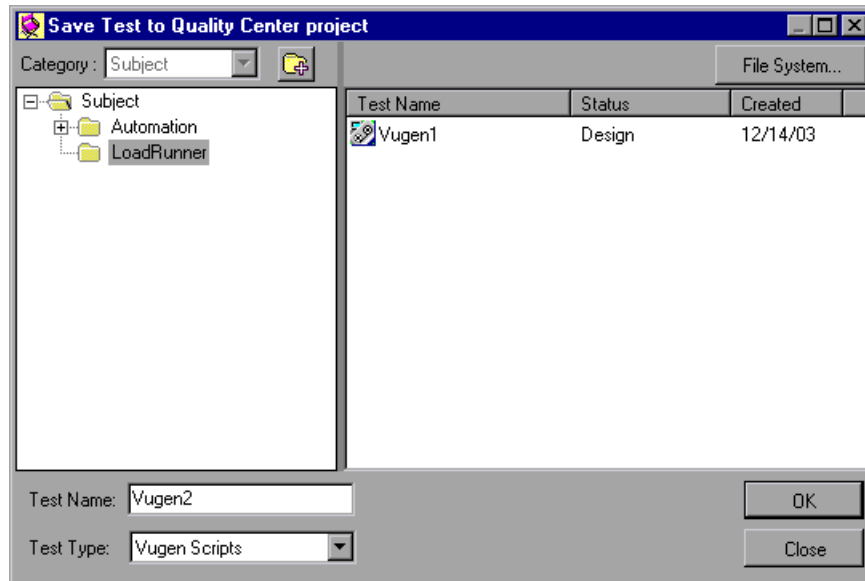 Save Test to Quality Center project
Category : Subject
File System...
Subject
Automation
LoadRunner
Test Name Status Created
Vugen1 Design 12/14/03
Test Name: Vugen2
OK
Test Type: Vugen Scripts
Close